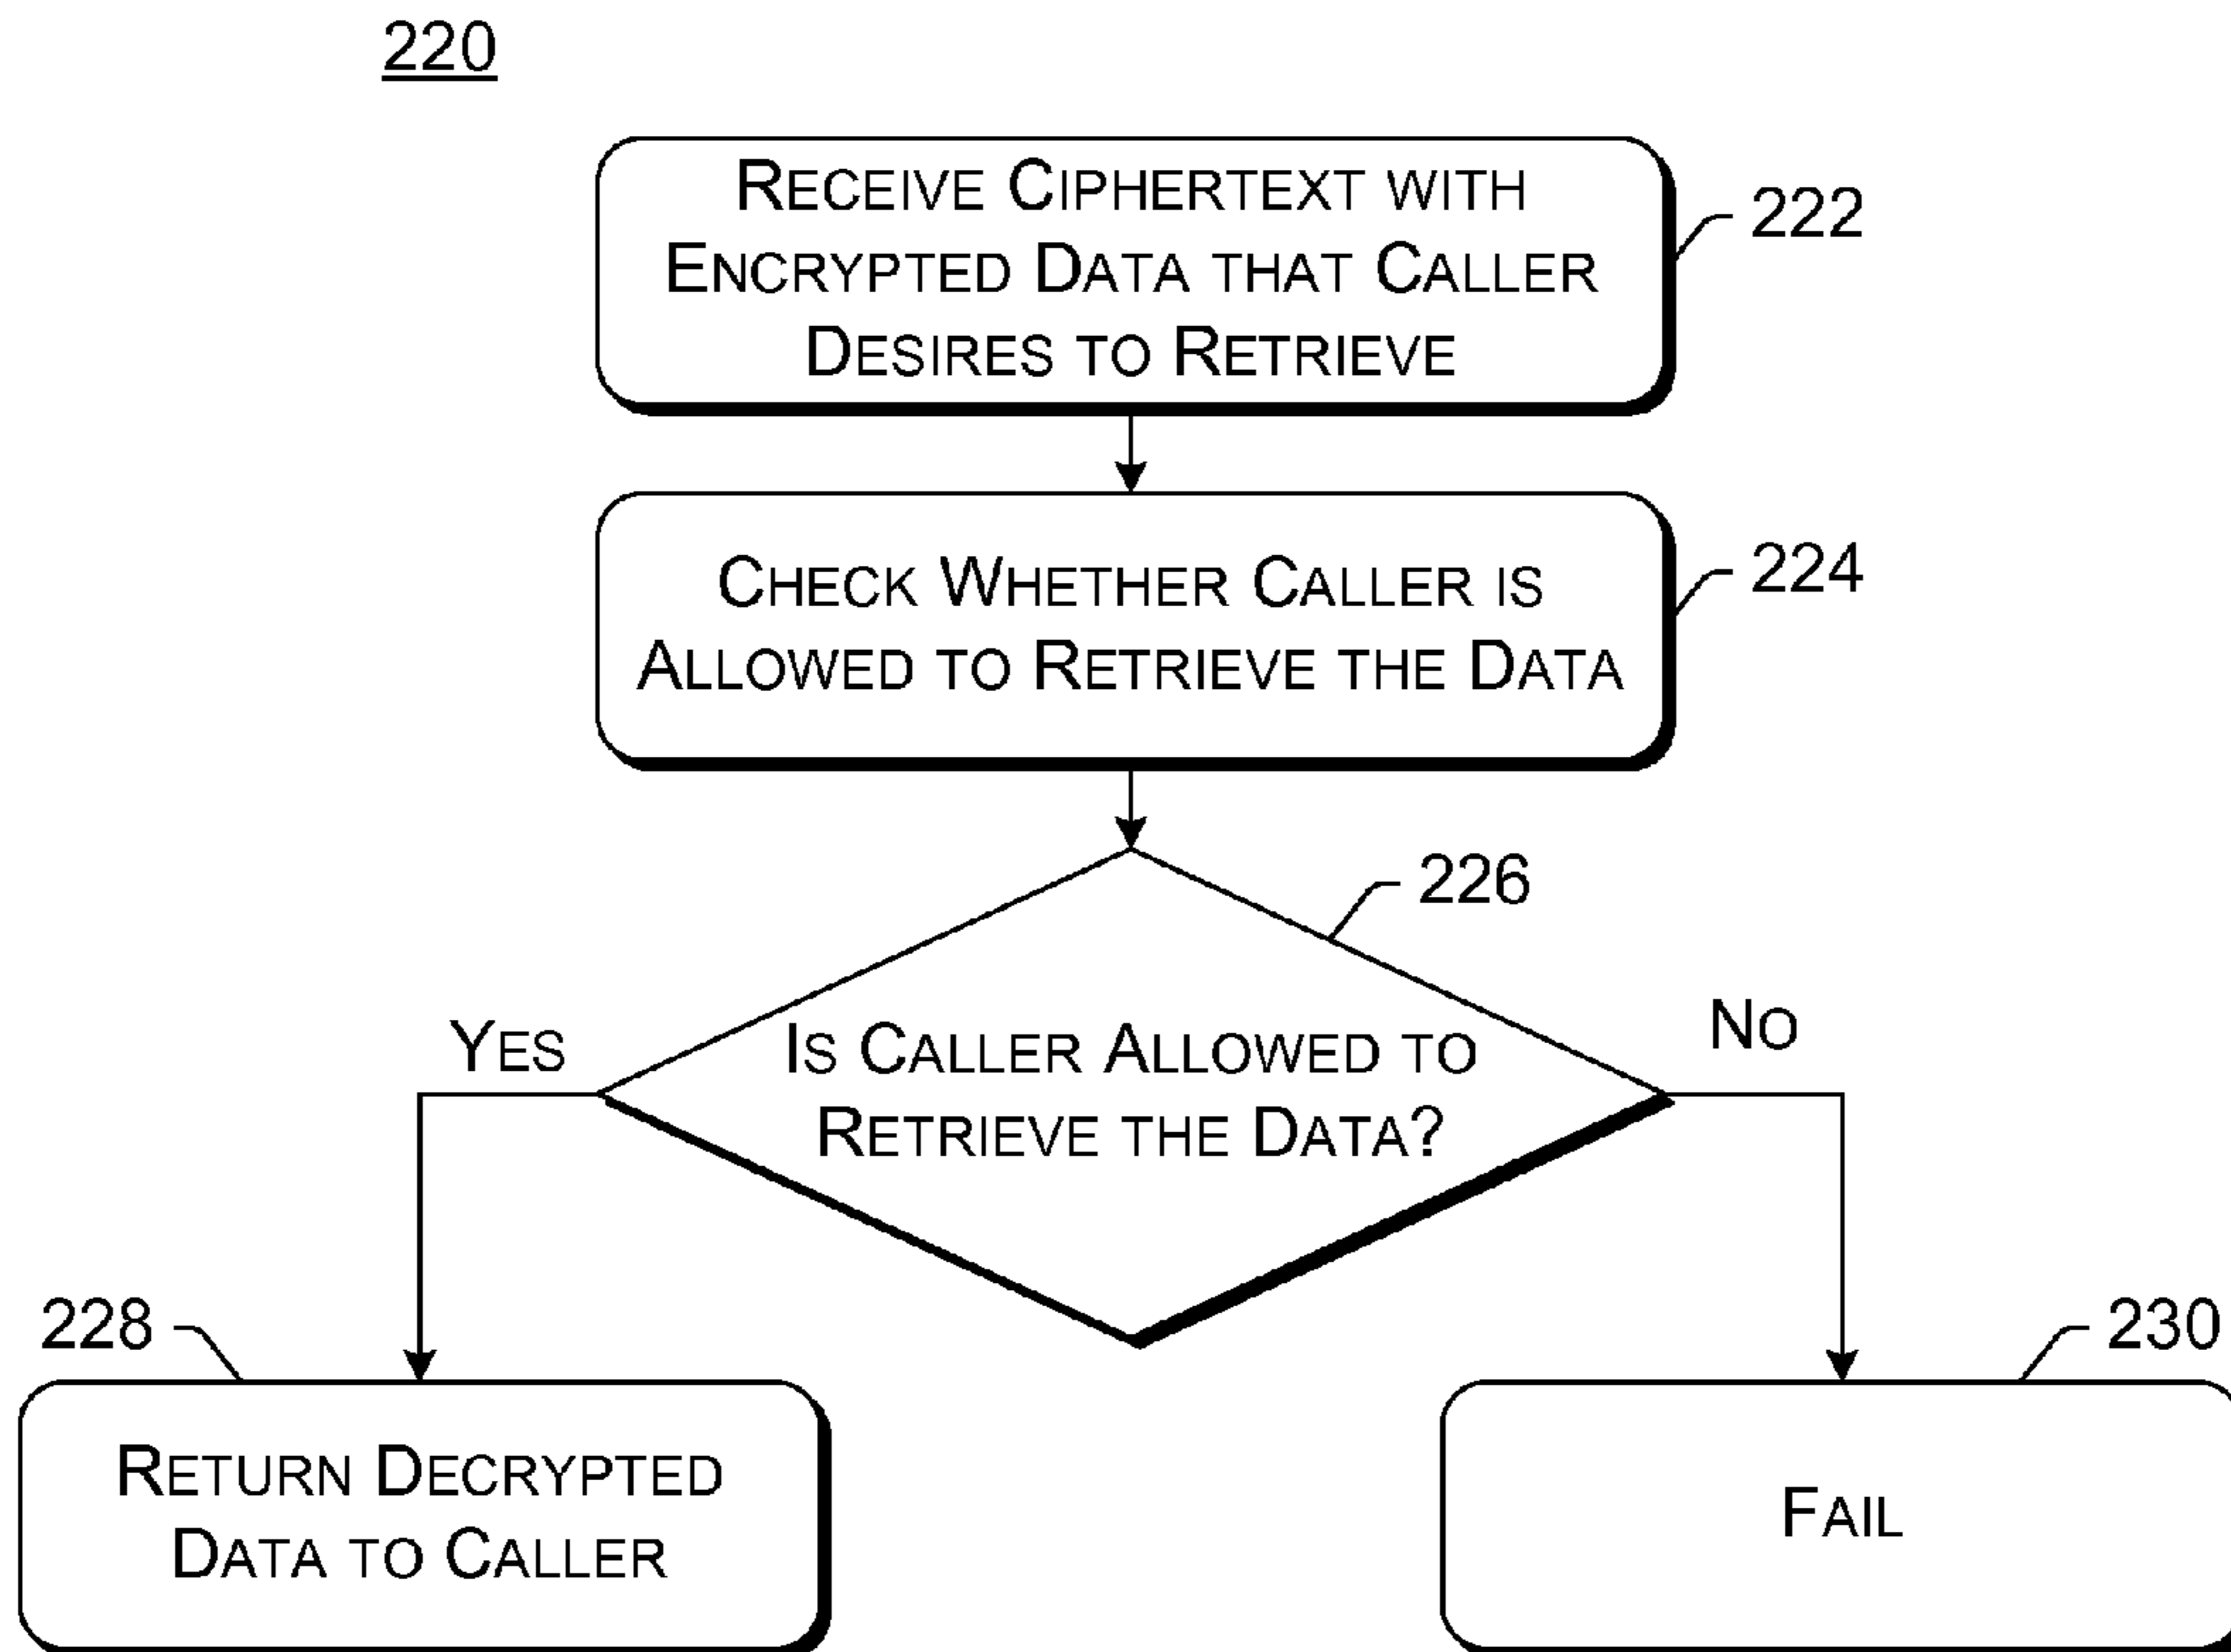 220
RECEIVE CIPHERTEXT WITH
ENCRYPTED DATA THAT CALLER
DESIRES TO RETRIEVE
222
CHECK WHETHER CALLER IS
ALLOWED TO RETRIEVE THE DATA
224
226
YES
IS CALLER ALLOWED TO
RETRIEVE THE DATA?
NO
228
RETURN DECRYPTED
DATA TO CALLER
230
FAIL